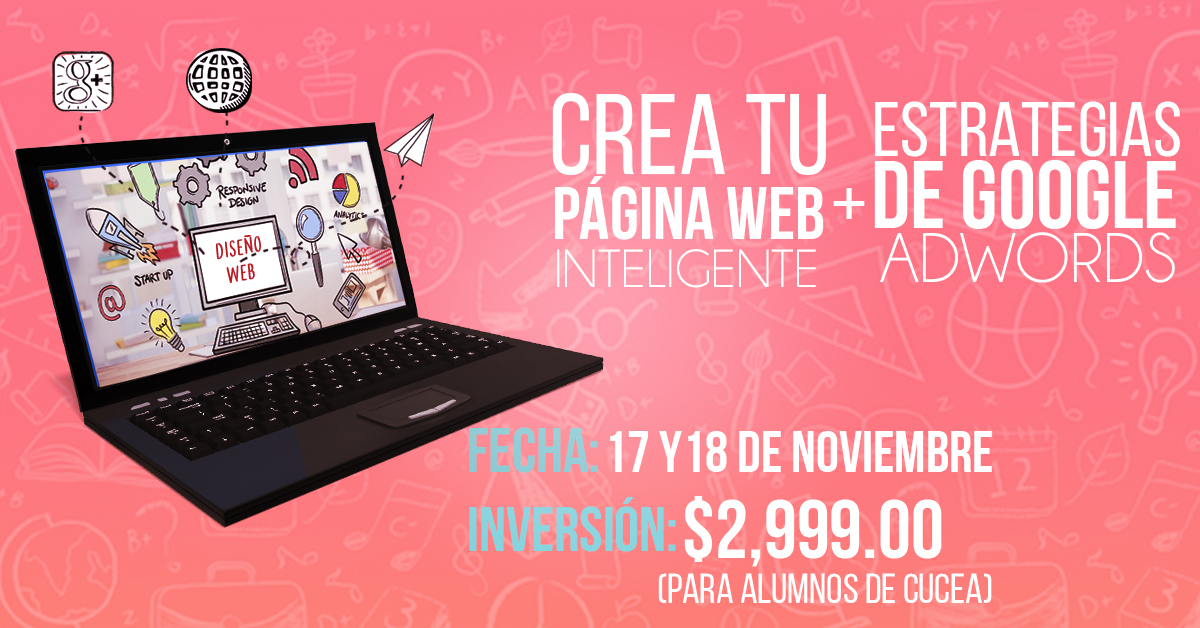 g+
RESPONSIVE
DESIGN
ANALYTICS
DISEÑO
WEB
START UP
@
CREA TU
PÁGINA WEB
INTELIGENTE
+
ESTRATEGIAS
DE GOOGLE
ADWORDS
FECHA: 17 Y18 DE NOVIEMBRE
INVERSIÓN: $2,999.00
(PARA ALUMNOS DE CUCEA)